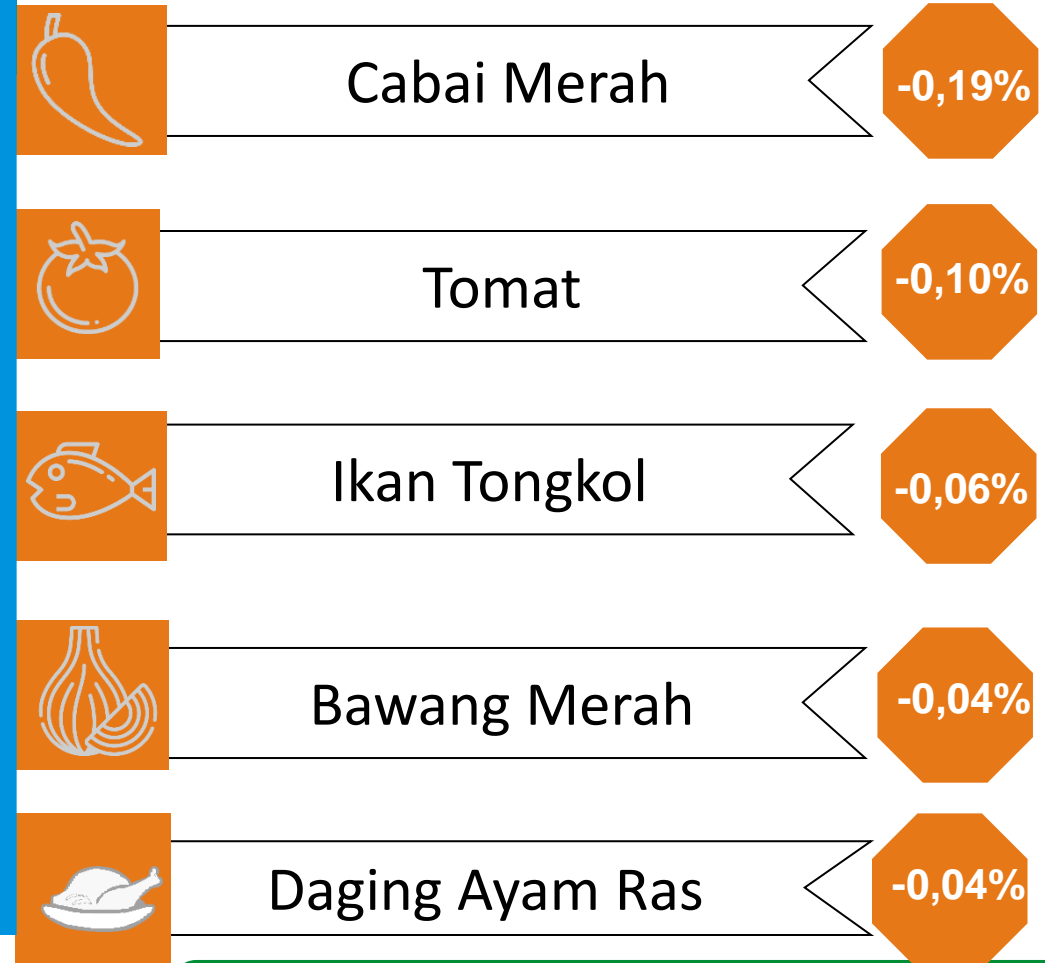 Cabai Merah
-0,19%
Tomat
-0,10%
Ikan Tongkol
-0,06%
Bawang Merah
-0,04%
Daging Ayam Ras
-0,04%